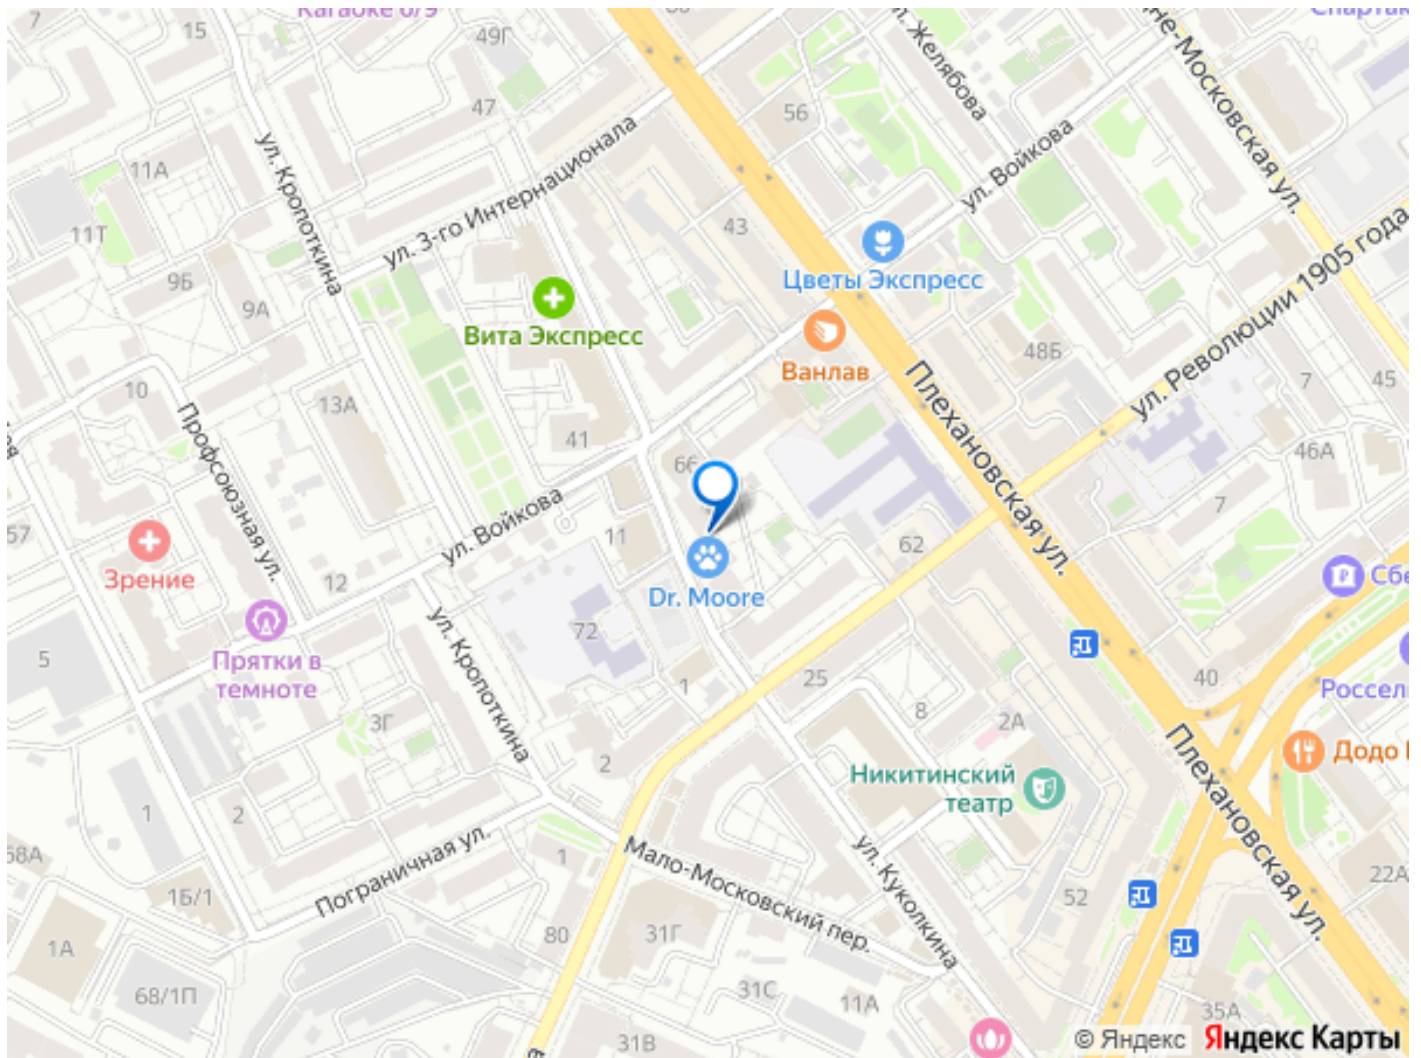 Караоке 6/9
Спартак
7
15
49Г
ул. Желябова
не-Московская ул.
47
56
ул. Кропоткина
ул. 3-го Интернационала
ул. Войкова
11А
11Т
43
ул. Революции 1905 года
9Б
9А
Цветы Экспресс
Вита Экспресс
Ванлав
48Б
7
45
10
13А
Плехановская ул.
Профсоюзная ул.
41
66
46А
57
ул. Войкова
11
62
7
Зрение
12
Dr. Moore
Сбе
72
ул. Кропоткина
5
Прятки в
темноте
1
25
40
Россел
3Г
8
2А
2
Никитинский
театр
Плехановская ул.
Додо
1
2
68А
Пограничная ул.
1
Мало-Московский пер.
ул. Куколкина
22А
1Б/1
52
1А
80
31Г
68/1П
31С
11А
35А
31В
© Яндекс Яндекс Карты